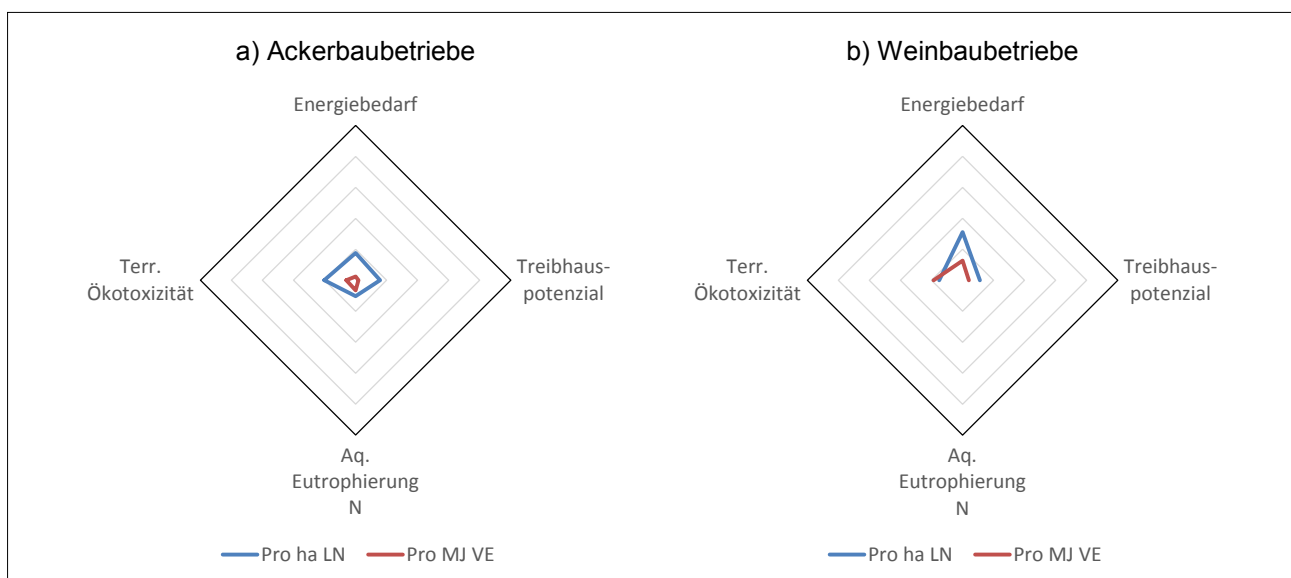 a) Ackerbaubetriebe
Energiebedarf
Terr.
Ökotoxizität
Treibhaus-
potenzial
Aq.
Eutrophierung
N
Pro ha LN
Pro MJ VE
b) Weinbaubetriebe
Energiebedarf
Terr.
Ökotoxizität
Treibhaus-
potenzial
Aq.
Eutrophierung
N
Pro ha LN
Pro MJ VE